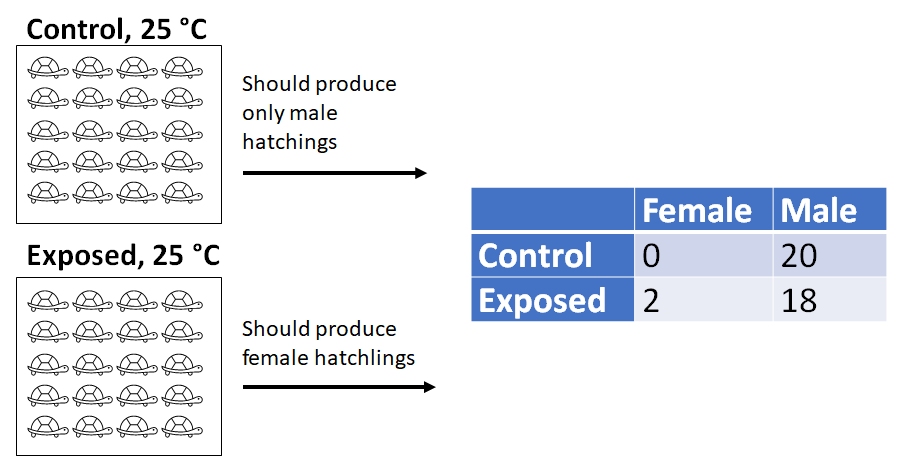 Control, 25 °C
Should produce
only male
hatchings
Exposed, 25 °C
Should produce
female hatchlings
Female Male
Control 0 20
Exposed 2 18